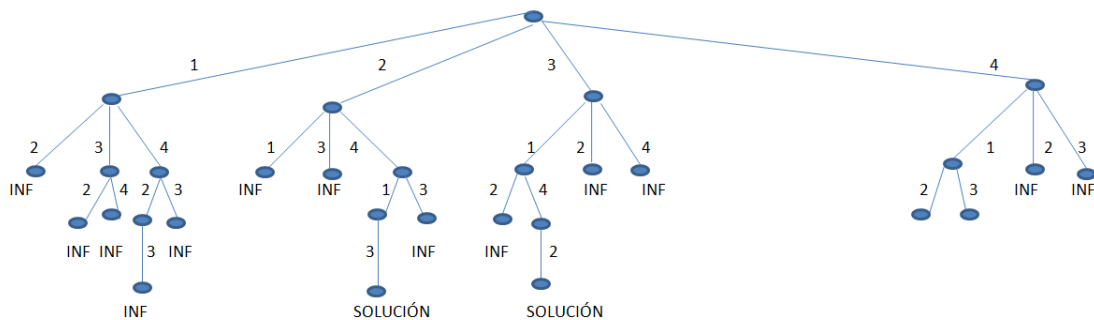 1 2 3 4
2 3 4 1 3 4 1 2 4 1 2 3
INF 2 4 2 3 INF INF 1 3 2 4 INF INF 2 3 INF INF
INF INF 3 INF 3 INF INF 2
INF SOLUCIÓN SOLUCIÓN